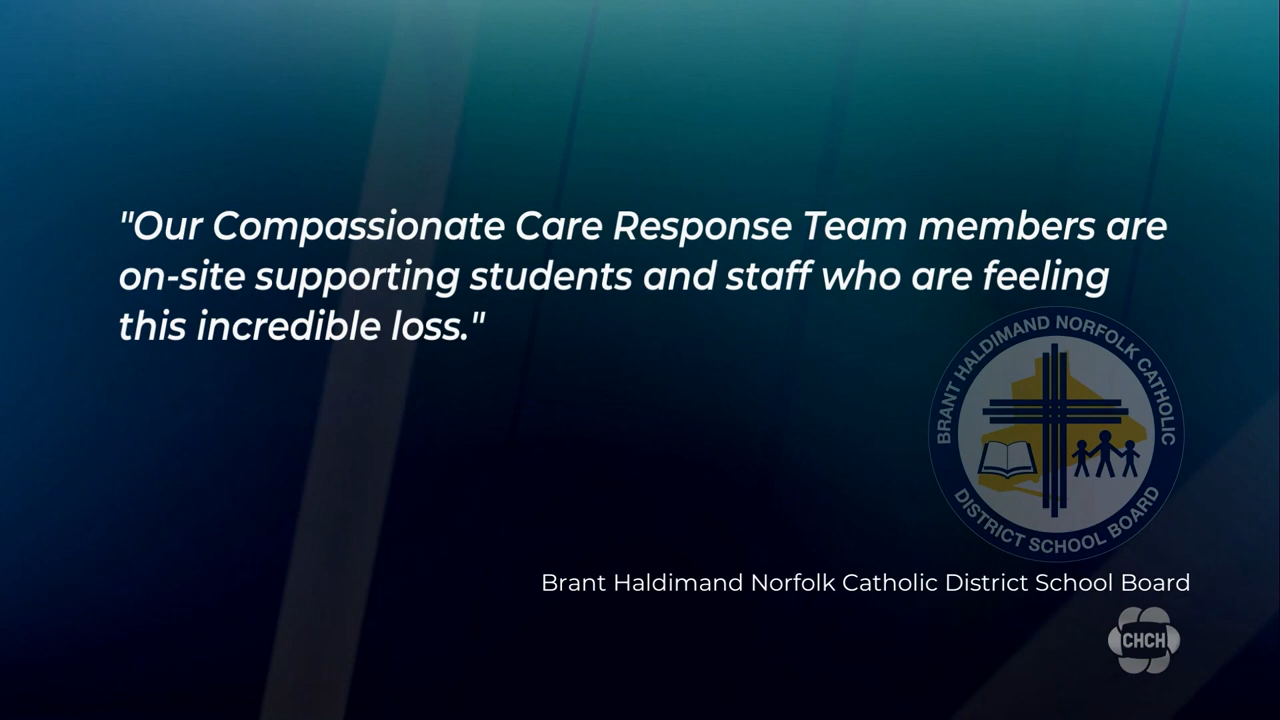 "Our Compassionate Care Response Team members are
on-site supporting students and staff who are feeling
this incredible loss."
BRANT HALDIMAND NORFOLK CATHOLIC
DISTRICT SCHOOL BOARD
Brant Haldimand Norfolk Catholic District School Board
CHCH